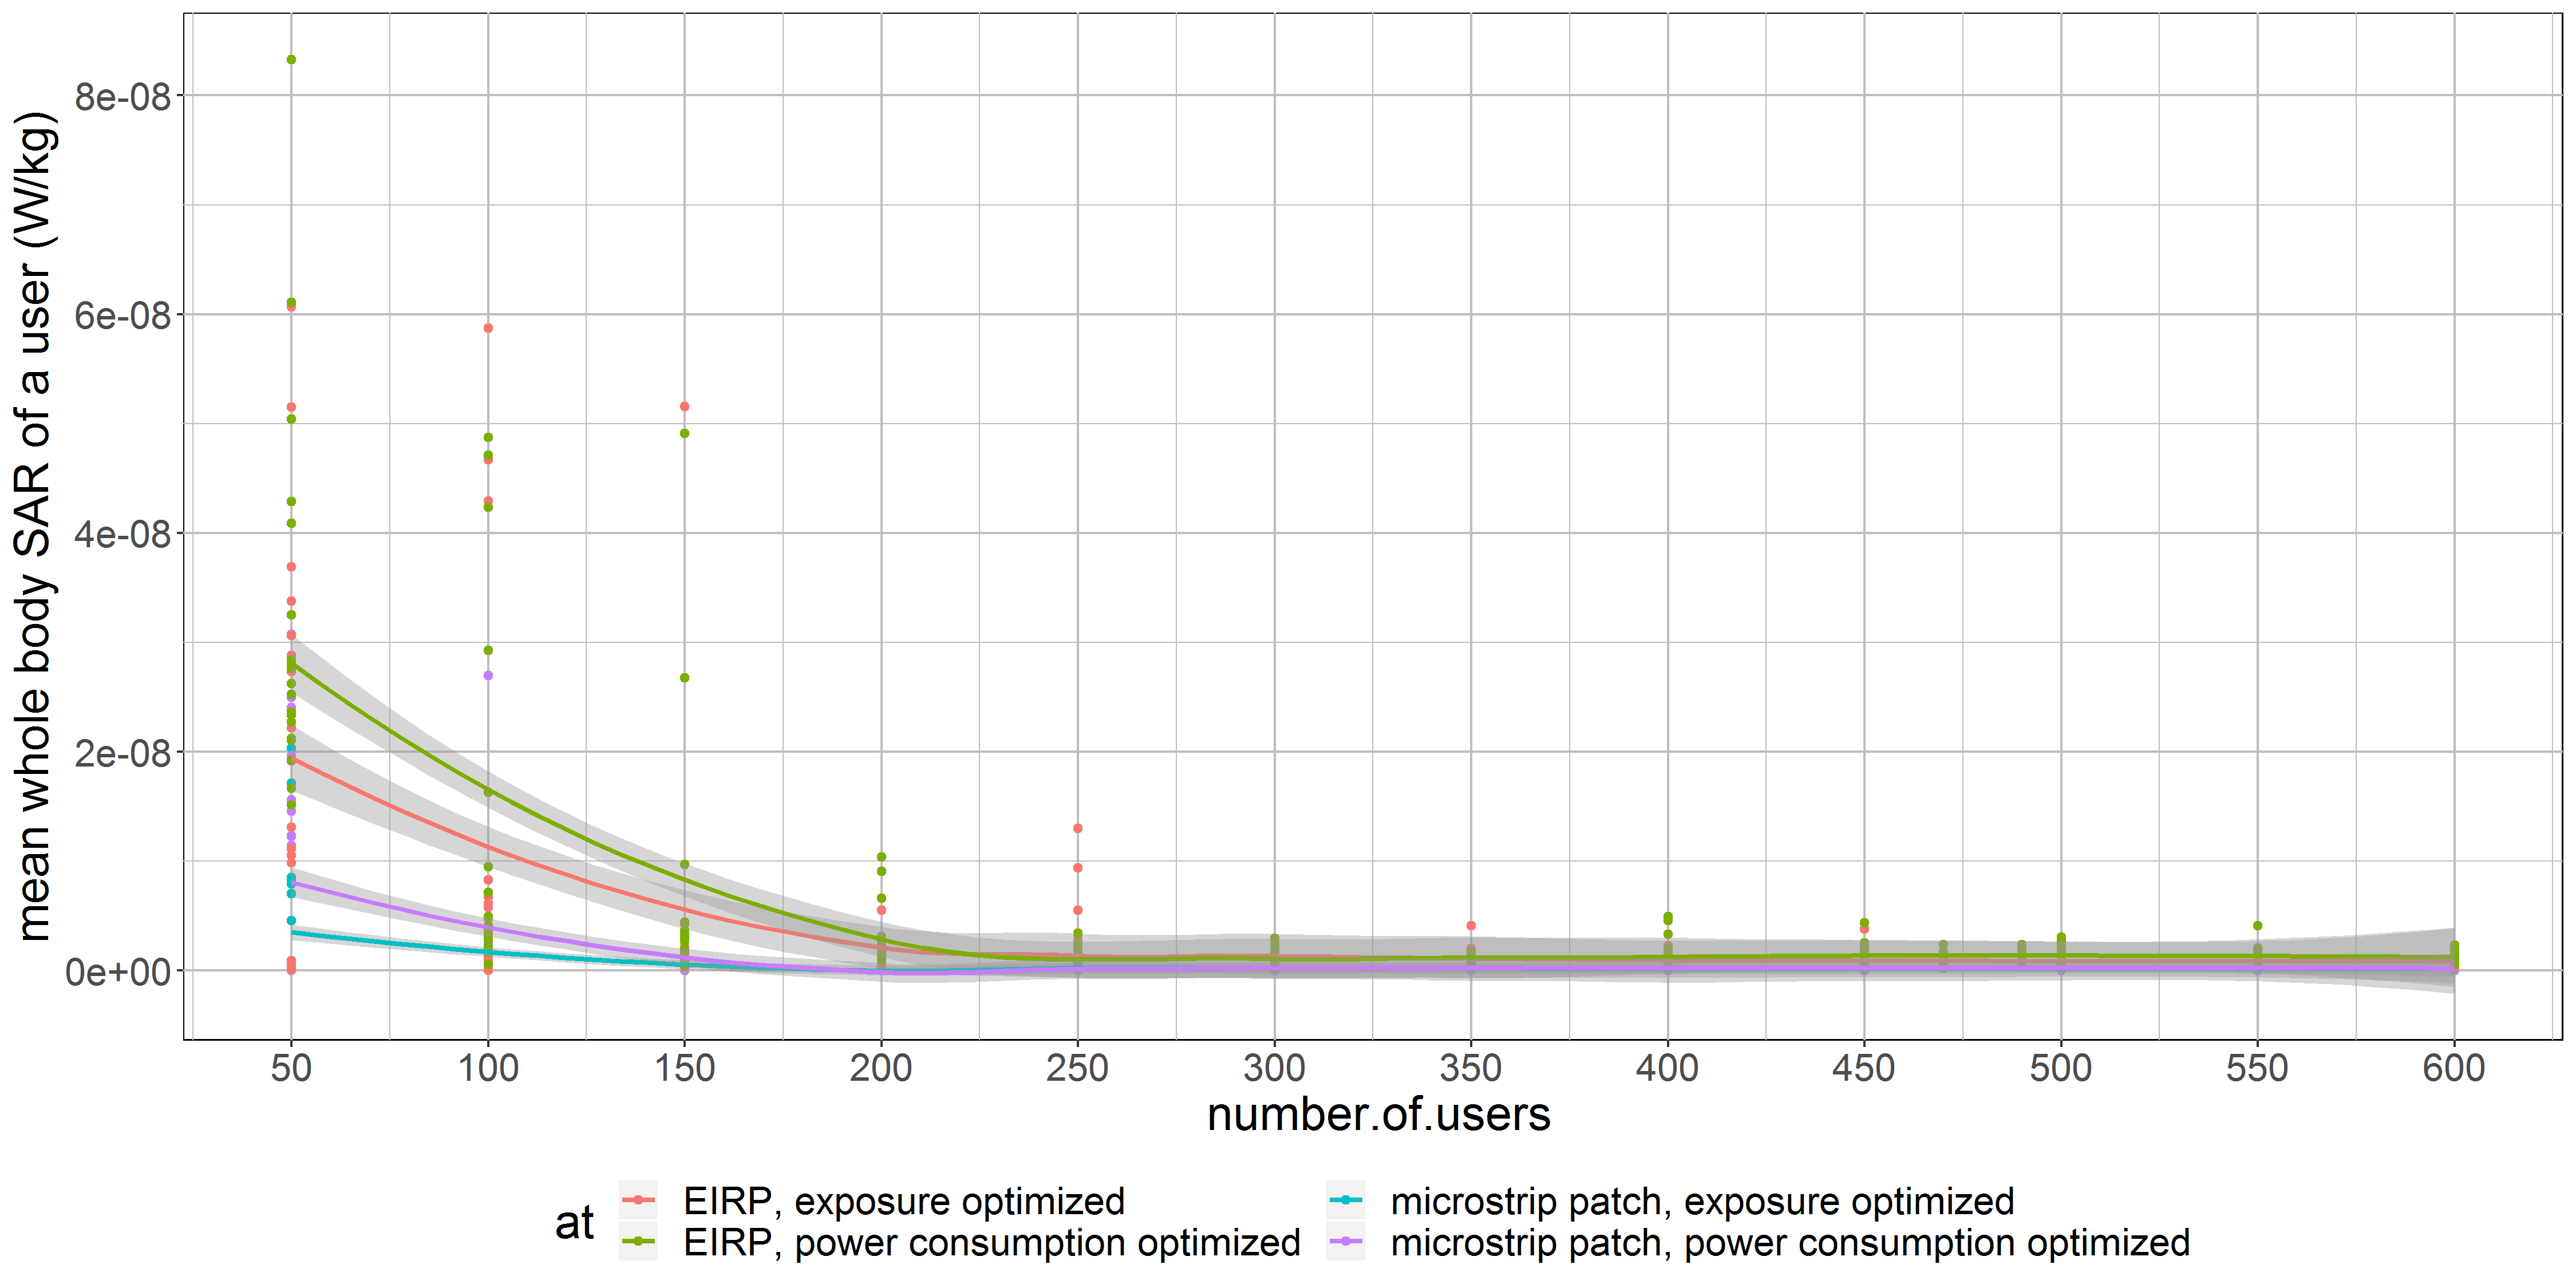 mean whole body SAR of a user (W/kg)
8e-08
6e-08
4e-08
2e-08
0e+00
50 100 150 200 250 300 350 400 450 500 550 600
number.of.users
at
EIRP, exposure optimized
EIRP, power consumption optimized
microstrip patch, exposure optimized
microstrip patch, power consumption optimized